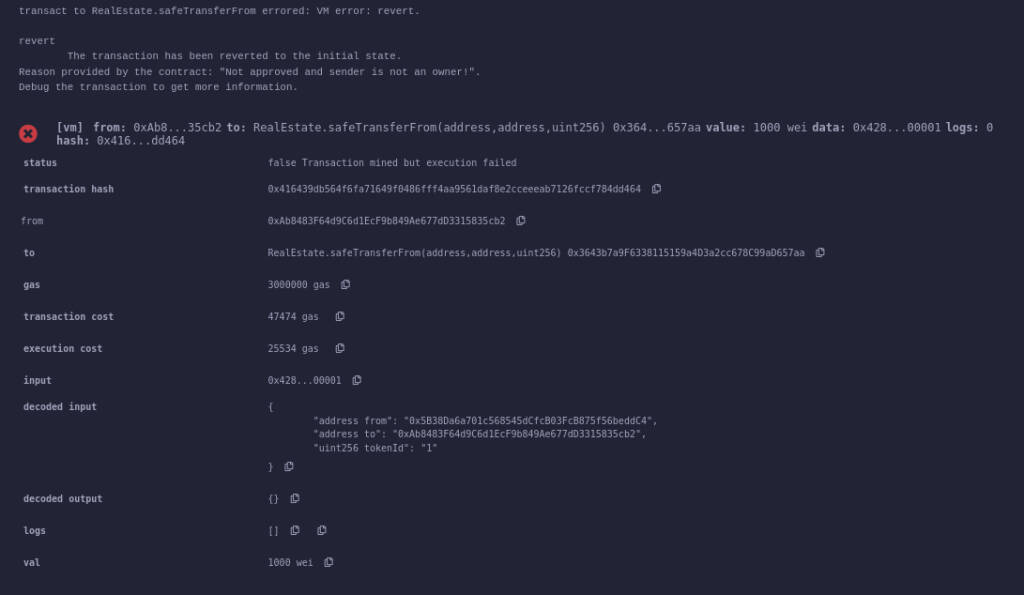 transact to RealEstate.safeTransferFrom errored: VM error: revert.
revert
The transaction has been reverted to the initial state.
Reason provided by the contract: "Not approved and sender is not an owner!".
Debug the transaction to get more information.
[vm] from: 0xAb8...35cb2 to: RealEstate.safeTransferFrom(address,address,uint256) 0x364...657aa value: 1000 wei data: 0x428...00001 logs: 0
hash: 0x416...dd464
status false Transaction mined but execution failed
transaction hash 0x416439db564f6fa71649f0486fff4aa9561daf8e2cceeeab7126fccf784dd464
from 0xAb8483F64d9C6d1EcF9b849Ae677dD3315835cb2
to RealEstate.safeTransferFrom(address,address,uint256) 0x3643b7a9F6338115159a4D3a2cc678C99aD657aa
gas 3000000 gas
transaction cost 47474 gas
execution cost 25534 gas
input 0x428...00001
decoded input {
"address from": "0x5B38Da6a701c568545dCfcB03FcB875f56beddC4",
"address to": "0xAb8483F64d9C6d1EcF9b849Ae677dD3315835cb2",
"uint256 tokenId": "1"
}
decoded output {}
logs []
val 1000 wei